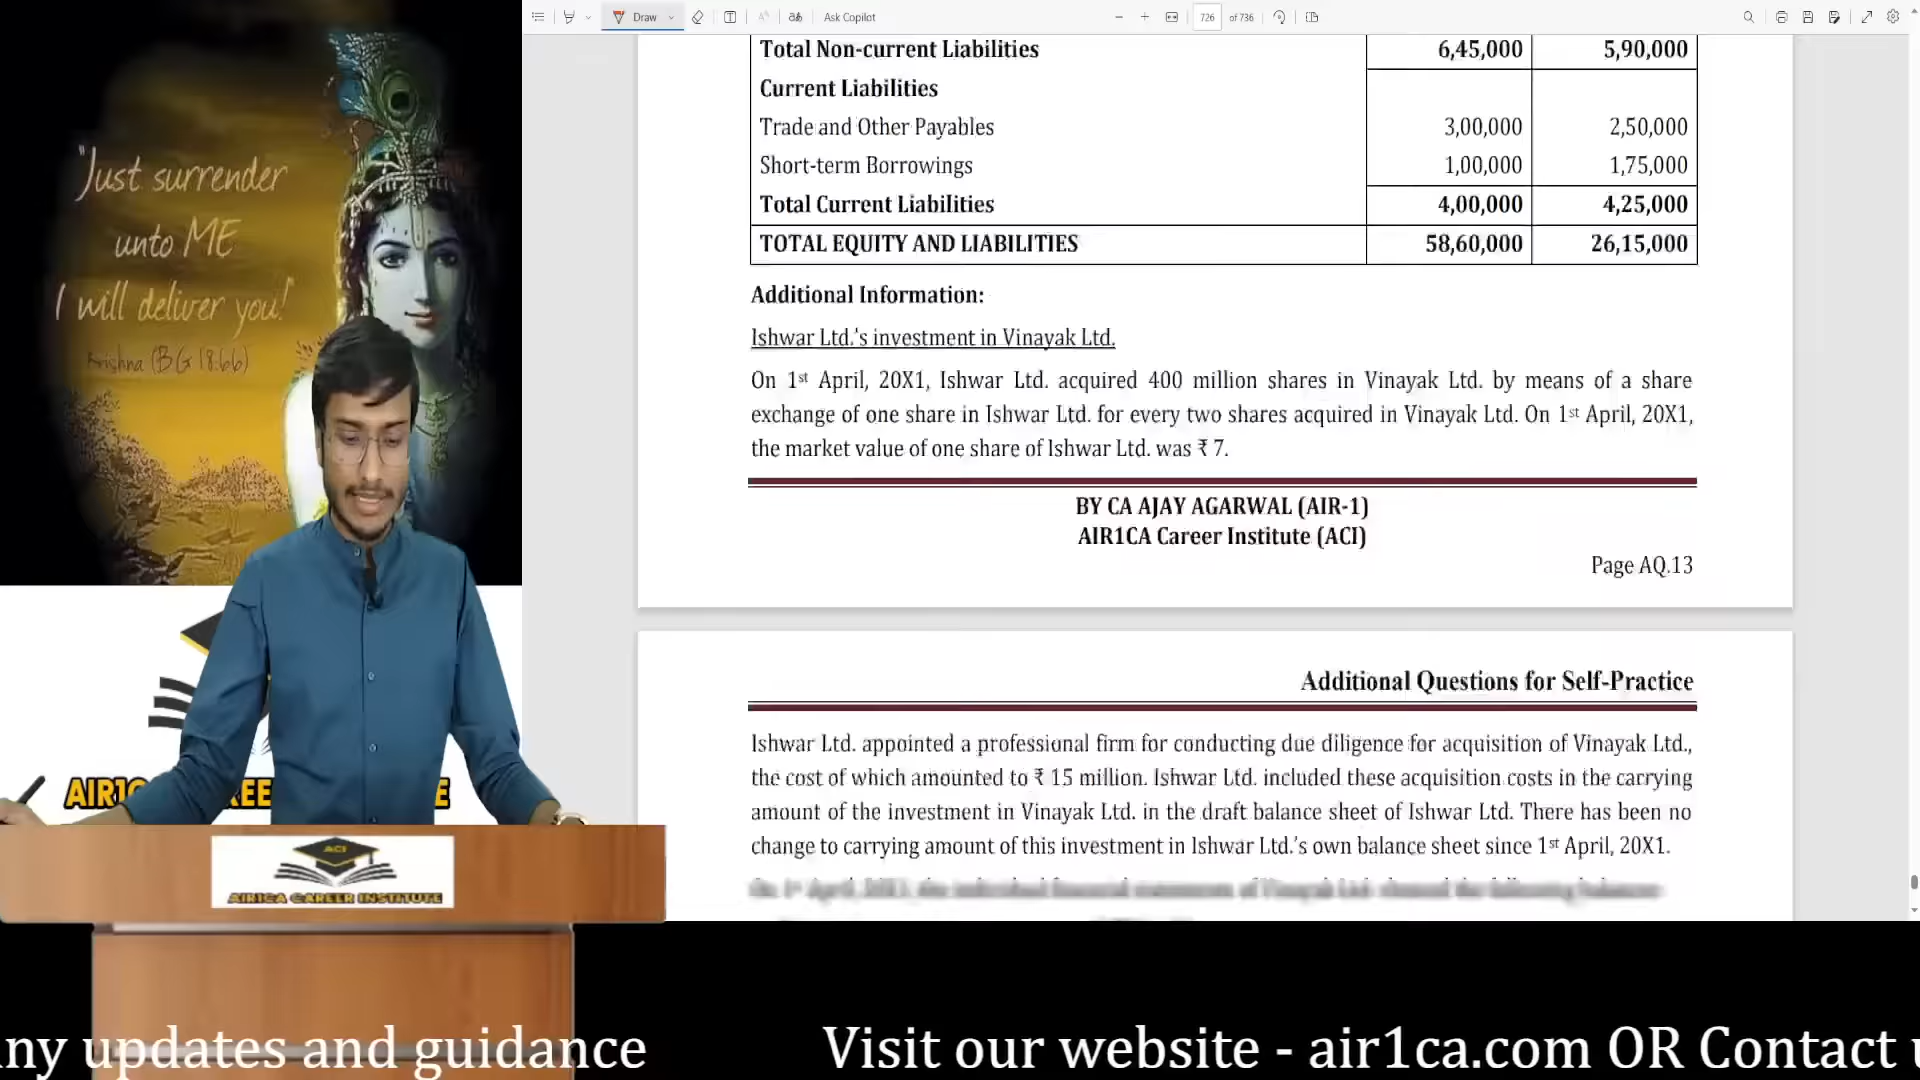 Draw
Ask Copilot
726 of 736
Total Non-current Liabilities 6,45,000 5,90,000
Current Liabilities
Trade and Other Payables 3,00,000 2,50,000
Short-term Borrowings 1,00,000 1,75,000
Total Current Liabilities 4,00,000 4,25,000
TOTAL EQUITY AND LIABILITIES 58,60,000 26,15,000
Additional Information:
Ishwar Ltd.'s investment in Vinayak Ltd.
On 1st April, 20X1, Ishwar Ltd. acquired 400 million shares in Vinayak Ltd. by means of a share
exchange of one share in Ishwar Ltd. for every two shares acquired in Vinayak Ltd. On 1st April, 20X1,
the market value of one share of Ishwar Ltd. was ₹ 7.
BY CA AJAY AGARWAL (AIR-1)
AIR1CA Career Institute (ACI)
Page AQ.13
Additional Questions for Self-Practice
Ishwar Ltd. appointed a professional firm for conducting due diligence for acquisition of Vinayak Ltd.,
the cost of which amounted to ₹ 15 million. Ishwar Ltd. included these acquisition costs in the carrying
amount of the investment in Vinayak Ltd. in the draft balance sheet of Ishwar Ltd. There has been no
change to carrying amount of this investment in Ishwar Ltd.'s own balance sheet since 1st April, 20X1.
"Just surrender
unto ME
I will deliver you!"
Krishna (BG 18:66)
ACI
AIR1CA CAREER INSTITUTE
ny updates and guidance Visit our website - air1ca.com OR Contact u